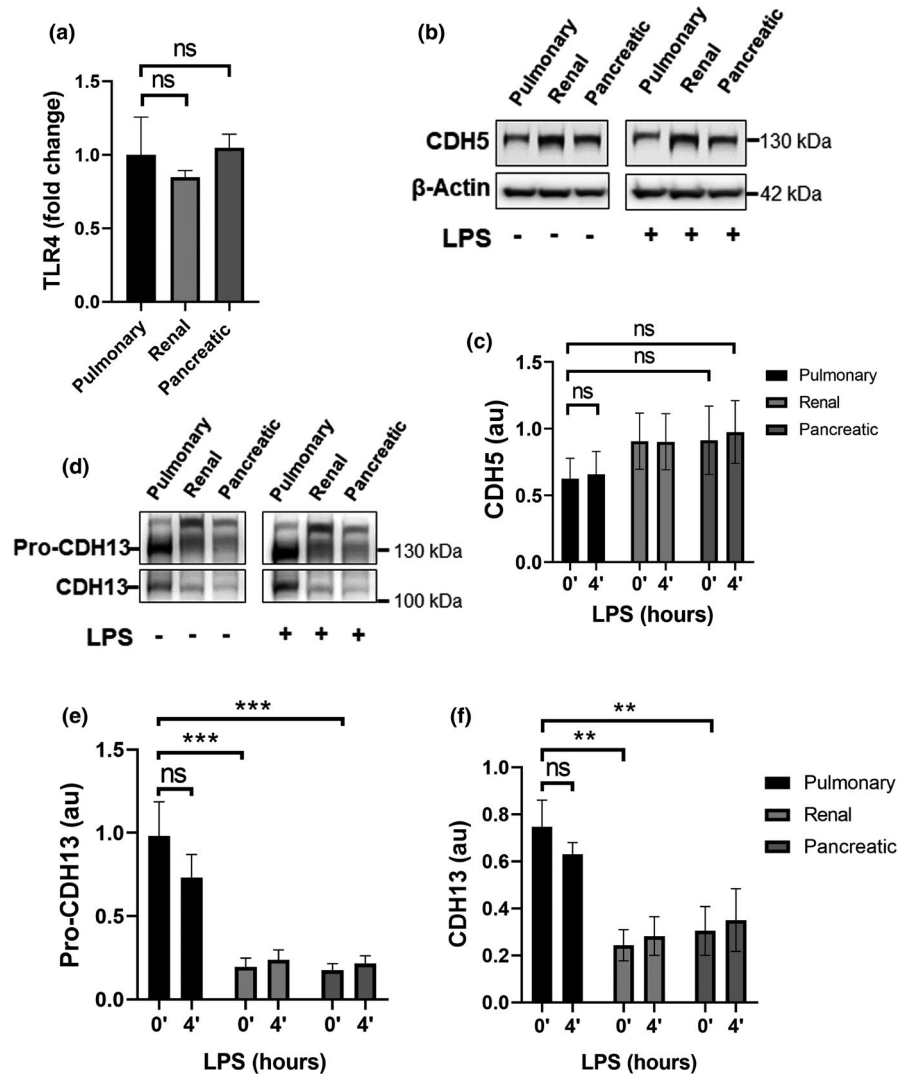 (a)
ns
ns
1.5
1.0
0.5
0.0
TLR4 (fold change)
Pulmonary
Renal
Pancreatic
(b)
Pulmonary
Renal
Pancreatic
Pulmonary
Renal
Pancreatic
CDH5
130 kDa
β-Actin
42 kDa
LPS - - - + + +
(c)
ns
ns
ns
1.5
1.0
0.5
0.0
CDH5 (au)
0' 4' 0' 4' 0' 4'
LPS (hours)
Pulmonary
Renal
Pancreatic
(d)
Pulmonary
Renal
Pancreatic
Pulmonary
Renal
Pancreatic
Pro-CDH13
130 kDa
CDH13
100 kDa
LPS - - - + + +
(e)
***
***
ns
1.5
1.0
0.5
0.0
Pro-CDH13 (au)
0' 4' 0' 4' 0' 4'
LPS (hours)
(f)
**
**
ns
1.0
0.8
0.6
0.4
0.2
0.0
CDH13 (au)
0' 4' 0' 4' 0' 4'
LPS (hours)
Pulmonary
Renal
Pancreatic